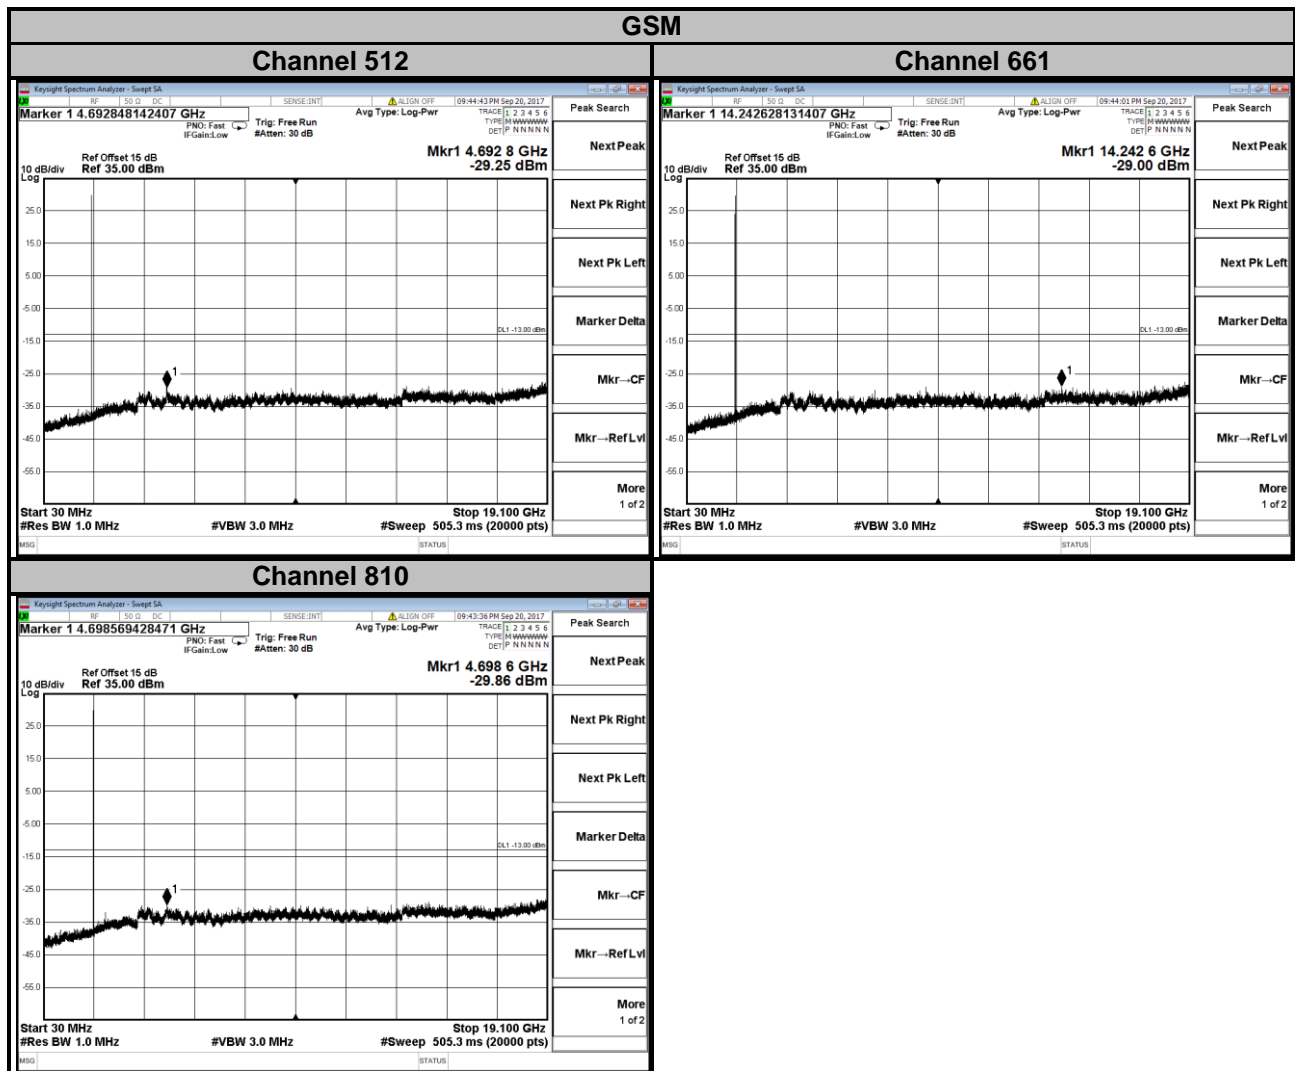 GSM
Channel 512
Channel 661
Keysight Spectrum Analyzer - Swept SA
RF 50 Ω DC SENSE:INT ALIGN OFF 09:44:43 PM Sep 20, 2017
Marker 1 4.692848142407 GHz
PNO: Fast
IFGain:Low
Trig: Free Run
#Atten: 30 dB
Avg Type: Log-Pwr
TRACE 1 2 3 4 5 6
TYPE M WWWWW
DET P N N N N N
Mkr1 4.692 8 GHz
-29.25 dBm
Ref Offset 15 dB
10 dB/div Ref 35.00 dBm
Log
25.0
15.0
5.00
-5.00
DL1 -13.00 dBm
-15.0
-25.0
1
-35.0
-45.0
-55.0
Start 30 MHz Stop 19.100 GHz
#Res BW 1.0 MHz #VBW 3.0 MHz #Sweep 505.3 ms (20000 pts)
MSG STATUS
Peak Search
Next Peak
Next Pk Right
Next Pk Left
Marker Delta
Mkr→CF
Mkr→Ref Lvl
More
1 of 2
Keysight Spectrum Analyzer - Swept SA
RF 50 Ω DC SENSE:INT ALIGN OFF 09:44:01 PM Sep 20, 2017
Marker 1 14.242628131407 GHz
PNO: Fast
IFGain:Low
Trig: Free Run
#Atten: 30 dB
Avg Type: Log-Pwr
TRACE 1 2 3 4 5 6
TYPE M WWWWW
DET P N N N N N
Mkr1 14.242 6 GHz
-29.00 dBm
Ref Offset 15 dB
10 dB/div Ref 35.00 dBm
Log
25.0
15.0
5.00
-5.00
DL1 -13.00 dBm
-15.0
-25.0
1
-35.0
-45.0
-55.0
Start 30 MHz Stop 19.100 GHz
#Res BW 1.0 MHz #VBW 3.0 MHz #Sweep 505.3 ms (20000 pts)
MSG STATUS
Peak Search
Next Peak
Next Pk Right
Next Pk Left
Marker Delta
Mkr→CF
Mkr→Ref Lvl
More
1 of 2
Channel 810
Keysight Spectrum Analyzer - Swept SA
RF 50 Ω DC SENSE:INT ALIGN OFF 09:43:36 PM Sep 20, 2017
Marker 1 4.698569428471 GHz
PNO: Fast
IFGain:Low
Trig: Free Run
#Atten: 30 dB
Avg Type: Log-Pwr
TRACE 1 2 3 4 5 6
TYPE M WWWWW
DET P N N N N N
Mkr1 4.698 6 GHz
-29.86 dBm
Ref Offset 15 dB
10 dB/div Ref 35.00 dBm
Log
25.0
15.0
5.00
-5.00
DL1 -13.00 dBm
-15.0
-25.0
1
-35.0
-45.0
-55.0
Start 30 MHz Stop 19.100 GHz
#Res BW 1.0 MHz #VBW 3.0 MHz #Sweep 505.3 ms (20000 pts)
MSG STATUS
Peak Search
Next Peak
Next Pk Right
Next Pk Left
Marker Delta
Mkr→CF
Mkr→Ref Lvl
More
1 of 2